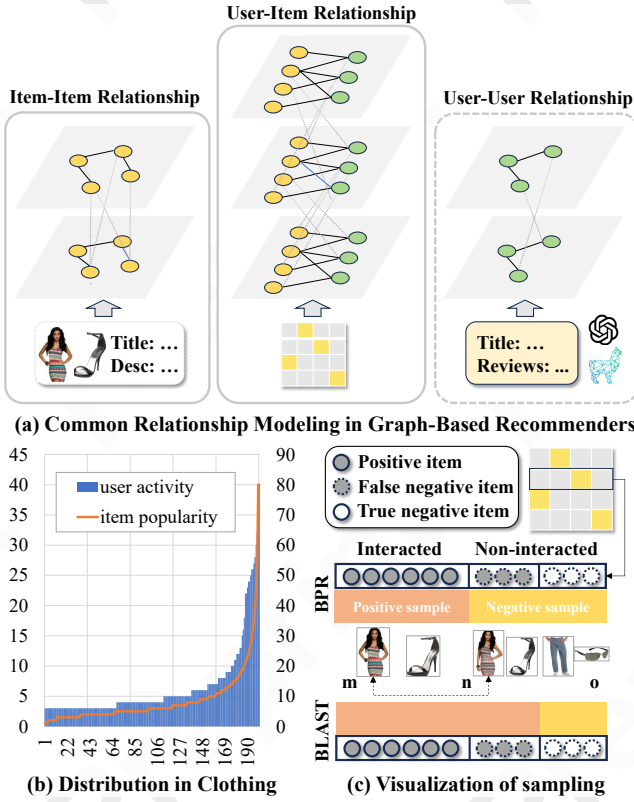 User-Item Relationship
Item-Item Relationship
User-User Relationship
Title: …
Desc: …
Title: …
Reviews: ...
(a) Common Relationship Modeling in Graph-Based Recommenders
45
40
35
30
25
20
15
10
5
0
90
80
70
60
50
40
30
20
10
0
user activity
item popularity
1
22
43
64
85
106
127
148
169
190
(b) Distribution in Clothing
Positive item
False negative item
True negative item
Interacted
Non-interacted
BPR
Positive sample
Negative sample
m
n
o
BLAST
(c) Visualization of sampling